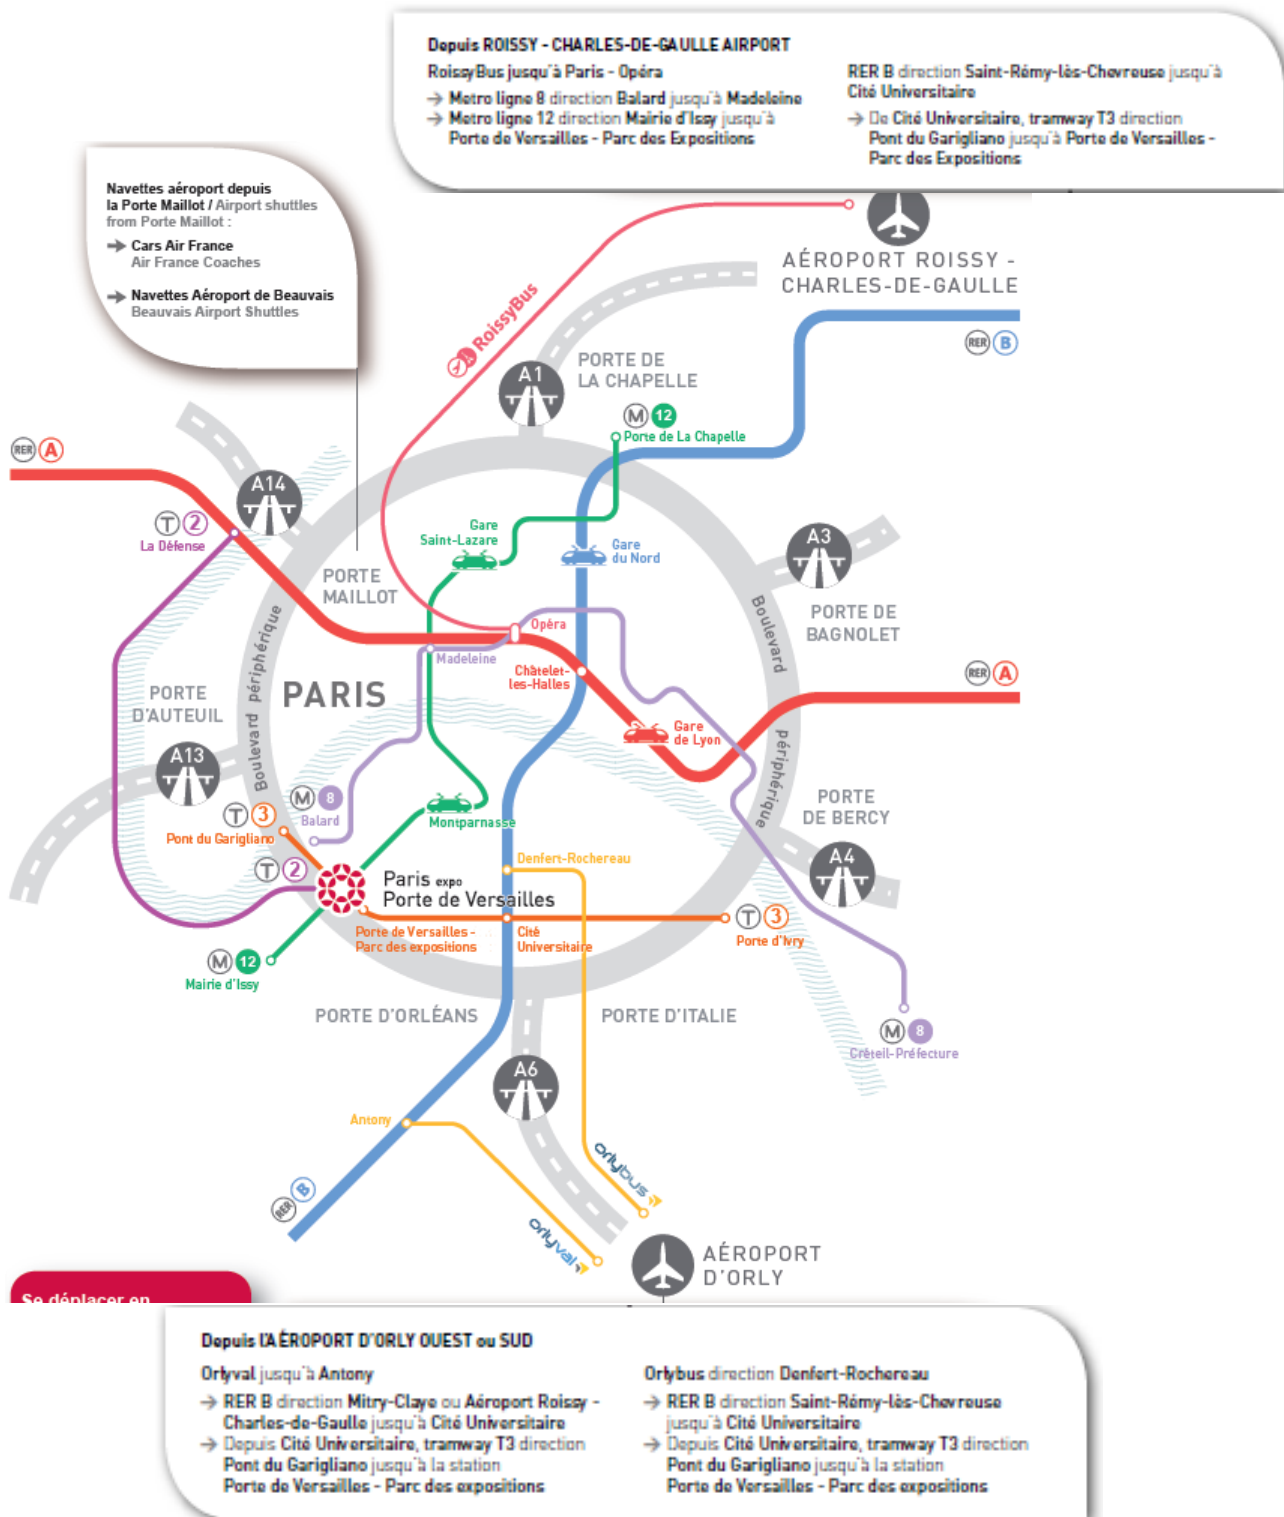 Depuis ROISSY - CHARLES-DE-GAULLE AIRPORT
RoissyBus jusqu'à Paris - Opéra
→ Metro ligne 8 direction Balard jusqu'à Madeleine
→ Metro ligne 12 direction Mairie d'Issy jusqu'à
Porte de Versailles - Parc des Expositions
RER B direction Saint-Rémy-lès-Chevreuse jusqu'à
Cité Universitaire
→ De Cité Universitaire, tramway T3 direction
Pont du Garigliano jusqu'à Porte de Versailles -
Parc des Expositions
Navettes aéroport depuis
la Porte Maillot / Airport shuttles
from Porte Maillot :
→ Cars Air France
Air France Coaches
→ Navettes Aéroport de Beauvais
Beauvais Airport Shuttles
AÉROPORT ROISSY -
CHARLES-DE-GAULLE
RoissyBus
RER B
A1
PORTE DE
LA CHAPELLE
M 12
Porte de La Chapelle
RER A
A14
T 2
La Défense
Gare
Saint-Lazare
Gare
du Nord
A3
PORTE
MAILLOT
PORTE DE
BAGNOLET
Boulevard périphérique
Boulevard périphérique
Opéra
Madeleine
Châtelet-
les-Halles
RER A
PORTE
D'AUTEUIL
PARIS
Gare
de Lyon
A13
M 8
Balard
PORTE
DE BERCY
T 3
Pont du Garigliano
Montparnasse
A4
T 2
Denfert-Rochereau
Paris expo
Porte de Versailles
Porte de Versailles -
Parc des expositions
Cité
Universitaire
T 3
Porte d'Ivry
M 12
Mairie d'Issy
PORTE D'ORLÉANS
PORTE D'ITALIE
M 8
Créteil-Préfecture
A6
Antony
orlybus
RER B
orlyval
AÉROPORT
D'ORLY
Se déplacer en
Depuis l'AÉROPORT D'ORLY OUEST ou SUD
Orlyval jusqu'à Antony
→ RER B direction Mitry-Claye ou Aéroport Roissy -
Charles-de-Gaulle jusqu'à Cité Universitaire
→ Depuis Cité Universitaire, tramway T3 direction
Pont du Garigliano jusqu'à la station
Porte de Versailles - Parc des expositions
Orlybus direction Denfert-Rochereau
→ RER B direction Saint-Rémy-lès-Chevreuse
jusqu'à Cité Universitaire
→ Depuis Cité Universitaire, tramway T3 direction
Pont du Garigliano jusqu'à la station
Porte de Versailles - Parc des expositions